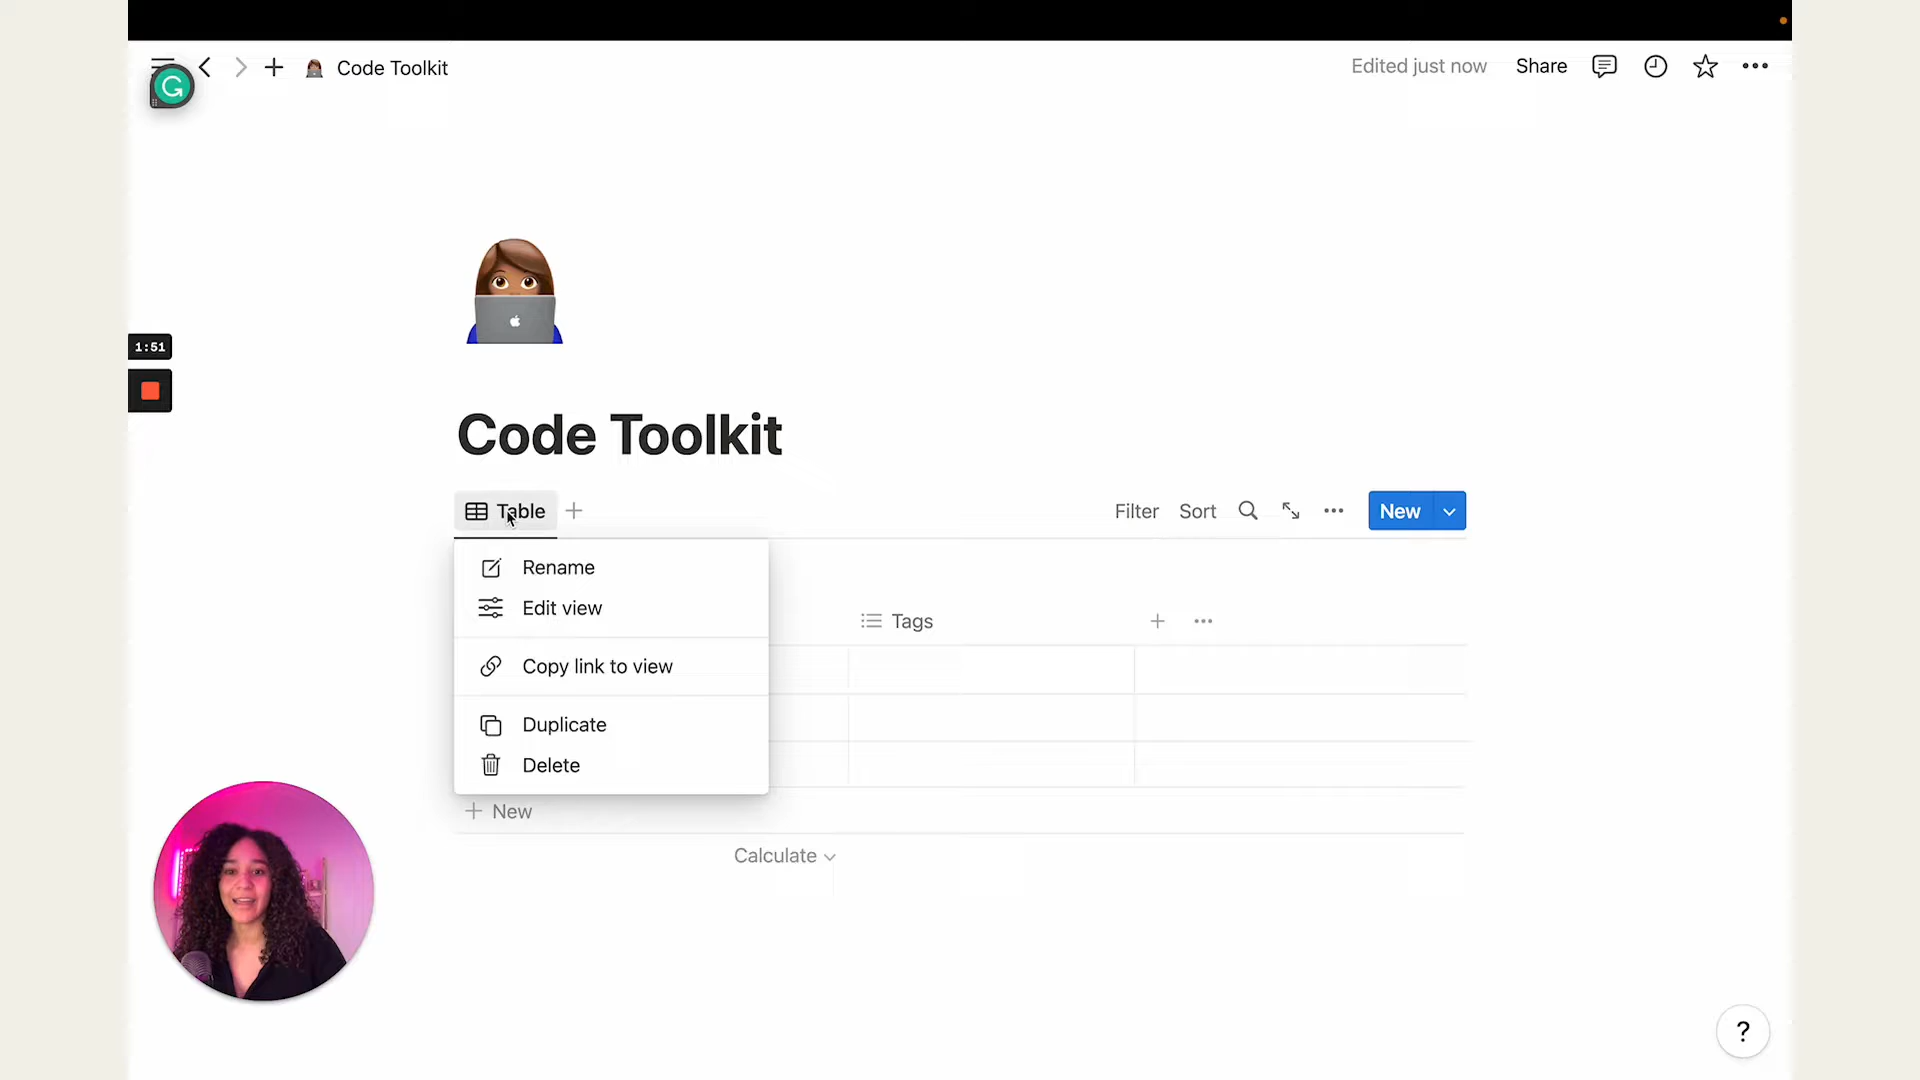 Code Toolkit
Edited just now
Share
G
1:51
Code Toolkit
Table
Filter
Sort
New
Rename
Edit view
Tags
Copy link to view
Duplicate
Delete
New
Calculate
?